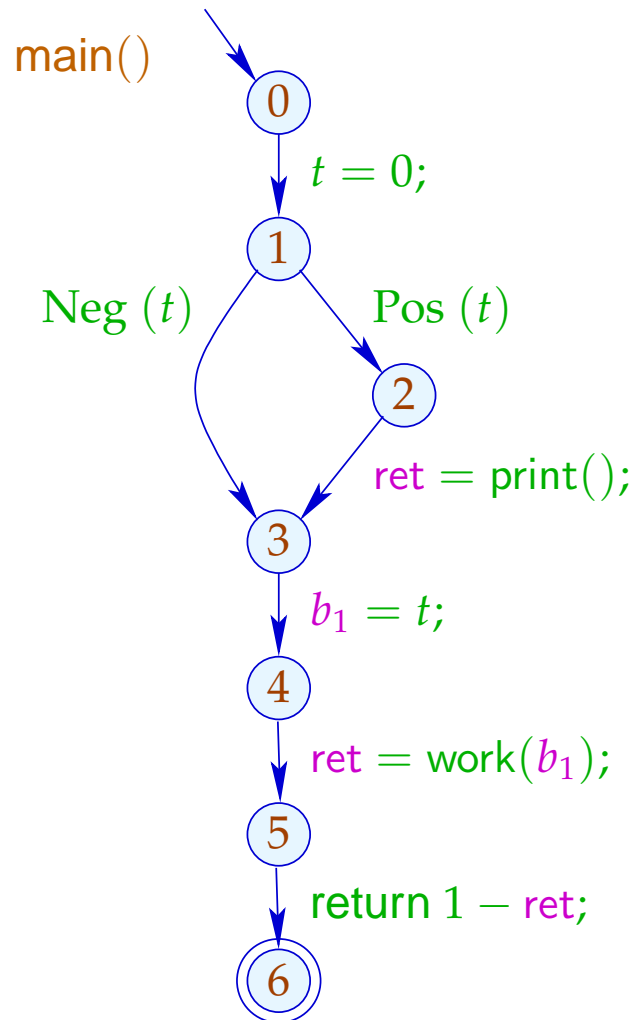 main()
0
t = 0;
1
Neg (t)
Pos (t)
2
ret = print();
3
b₁ = t;
4
ret = work(b₁);
5
return 1 − ret;
6